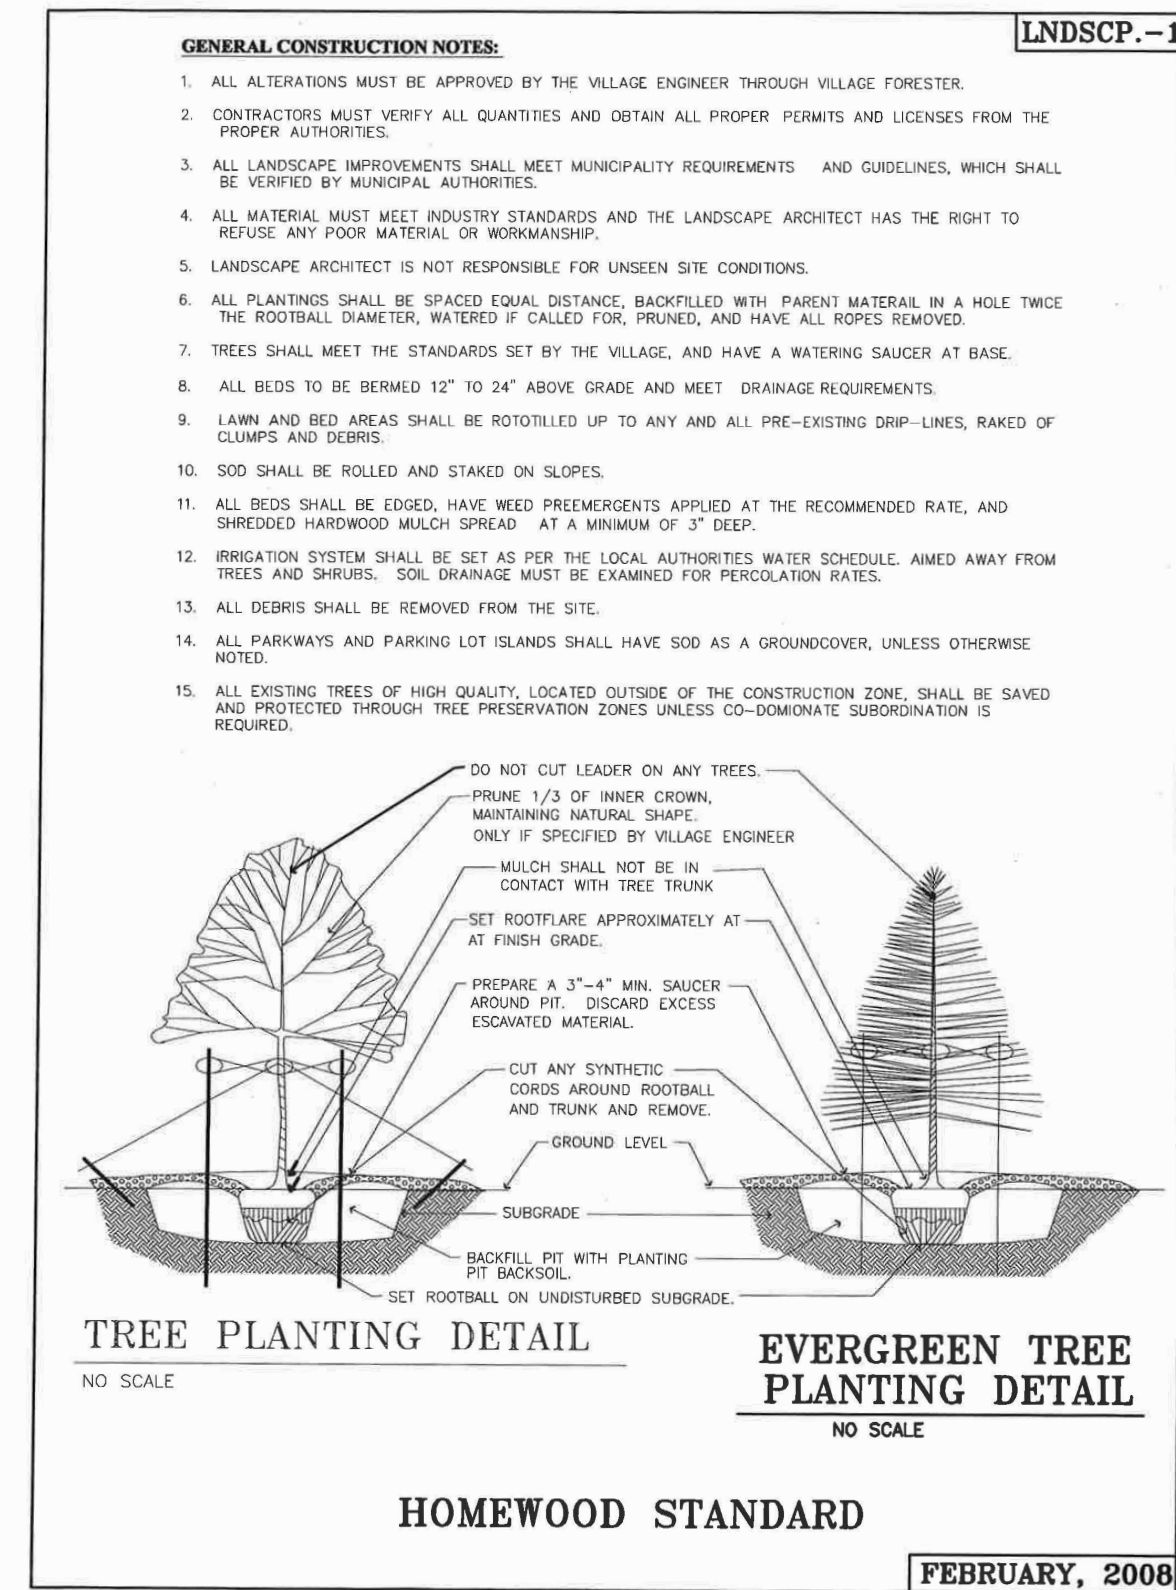 LNDSCP.-1
GENERAL CONSTRUCTION NOTES:
1. ALL ALTERATIONS MUST BE APPROVED BY THE VILLAGE ENGINEER THROUGH VILLAGE FORESTER.
2. CONTRACTORS MUST VERIFY ALL QUANTITIES AND OBTAIN ALL PROPER PERMITS AND LICENSES FROM THE
PROPER AUTHORITIES.
3. ALL LANDSCAPE IMPROVEMENTS SHALL MEET MUNICIPALITY REQUIREMENTS AND GUIDELINES, WHICH SHALL
BE VERIFIED BY MUNICIPAL AUTHORITIES.
4. ALL MATERIAL MUST MEET INDUSTRY STANDARDS AND THE LANDSCAPE ARCHITECT HAS THE RIGHT TO
REFUSE ANY POOR MATERIAL OR WORKMANSHIP.
5. LANDSCAPE ARCHITECT IS NOT RESPONSIBLE FOR UNSEEN SITE CONDITIONS.
6. ALL PLANTINGS SHALL BE SPACED EQUAL DISTANCE, BACKFILLED WITH PARENT MATERAIL IN A HOLE TWICE
THE ROOTBALL DIAMETER, WATERED IF CALLED FOR, PRUNED, AND HAVE ALL ROPES REMOVED.
7. TREES SHALL MEET THE STANDARDS SET BY THE VILLAGE, AND HAVE A WATERING SAUCER AT BASE.
8. ALL BEDS TO BE BERMED 12" TO 24" ABOVE GRADE AND MEET DRAINAGE REQUIREMENTS.
9. LAWN AND BED AREAS SHALL BE ROTOTILLED UP TO ANY AND ALL PRE-EXISTING DRIP-LINES, RAKED OF
CLUMPS AND DEBRIS.
10. SOD SHALL BE ROLLED AND STAKED ON SLOPES.
11. ALL BEDS SHALL BE EDGED, HAVE WEED PREEMERGENTS APPLIED AT THE RECOMMENDED RATE, AND
SHREDDED HARDWOOD MULCH SPREAD AT A MINIMUM OF 3" DEEP.
12. IRRIGATION SYSTEM SHALL BE SET AS PER THE LOCAL AUTHORITIES WATER SCHEDULE. AIMED AWAY FROM
TREES AND SHRUBS. SOIL DRAINAGE MUST BE EXAMINED FOR PERCOLATION RATES.
13. ALL DEBRIS SHALL BE REMOVED FROM THE SITE.
14. ALL PARKWAYS AND PARKING LOT ISLANDS SHALL HAVE SOD AS A GROUNDCOVER, UNLESS OTHERWISE
NOTED.
15. ALL EXISTING TREES OF HIGH QUALITY, LOCATED OUTSIDE OF THE CONSTRUCTION ZONE, SHALL BE SAVED
AND PROTECTED THROUGH TREE PRESERVATION ZONES UNLESS CO-DOMIONATE SUBORDINATION IS
REQUIRED.
DO NOT CUT LEADER ON ANY TREES.
PRUNE 1/3 OF INNER CROWN,
MAINTAINING NATURAL SHAPE.
ONLY IF SPECIFIED BY VILLAGE ENGINEER
MULCH SHALL NOT BE IN
CONTACT WITH TREE TRUNK
SET ROOTFLARE APPROXIMATELY AT
AT FINISH GRADE.
PREPARE A 3"-4" MIN. SAUCER
AROUND PIT. DISCARD EXCESS
ESCAVATED MATERIAL.
CUT ANY SYNTHETIC
CORDS AROUND ROOTBALL
AND TRUNK AND REMOVE.
GROUND LEVEL
SUBGRADE
BACKFILL PIT WITH PLANTING
PIT BACKSOIL.
SET ROOTBALL ON UNDISTURBED SUBGRADE.
TREE PLANTING DETAIL
NO SCALE
EVERGREEN TREE
PLANTING DETAIL
NO SCALE
HOMEWOOD STANDARD
FEBRUARY, 2008